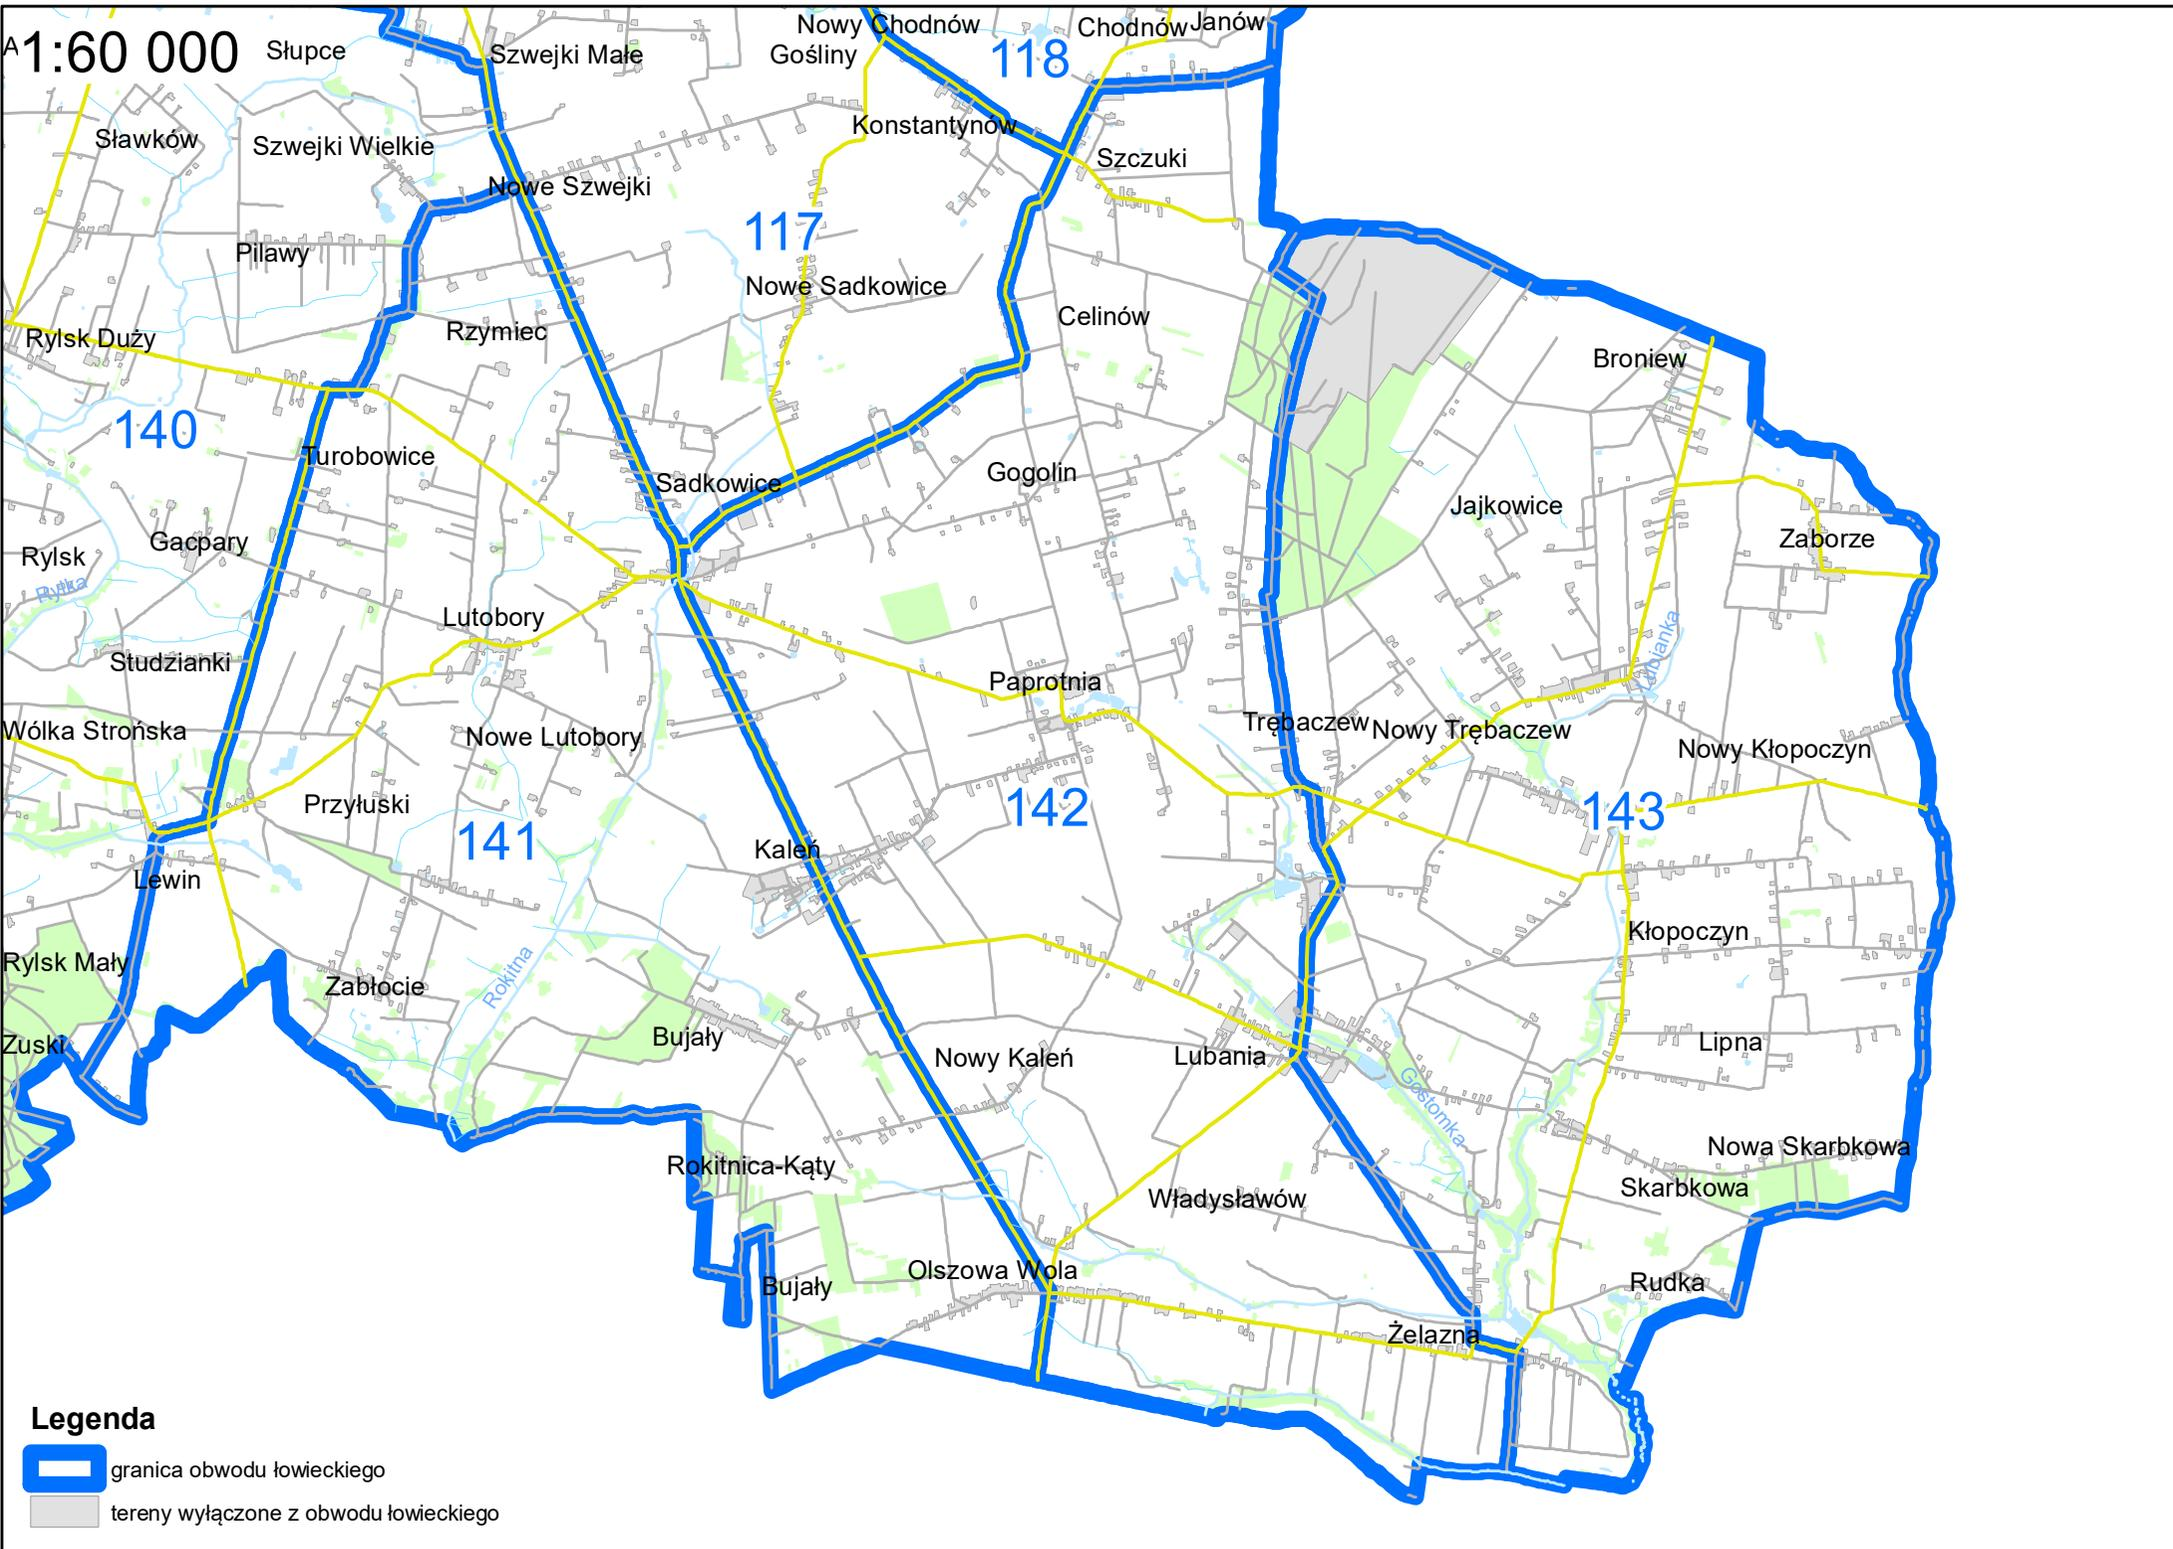 A
1:60 000
Słupce
Szwejki Małe
Nowy Chodnów
Gośliny
118
Chodnów
Janów
Sławków
Szwejki Wielkie
Konstantynów
Szczuki
Nowe Szwejki
117
Pilawy
Nowe Sadkowice
Rzymiec
Celinów
Rylsk Duży
Broniew
140
Turobowice
Sadkowice
Gogolin
Jajkowice
Gacpary
Zaborze
Rylsk
Rylka
Lutobory
Lubianka
Studzianki
Paprotnia
Wólka Strońska
Nowe Lutobory
Trębaczew
Nowy Trębaczew
Nowy Kłopoczyn
Przyłuski
141
142
143
Kaleń
Lewin
Kłopoczyn
Rylsk Mały
Zabłocie
Rokitna
Bujały
Zuski
Nowy Kaleń
Lubania
Lipna
Gostomka
Rokitnica-Kąty
Nowa Skarbkowa
Władysławów
Skarbkowa
Olszowa Wola
Bujały
Rudka
Żelazna
Legenda
granica obwodu łowieckiego
tereny wyłączone z obwodu łowieckiego